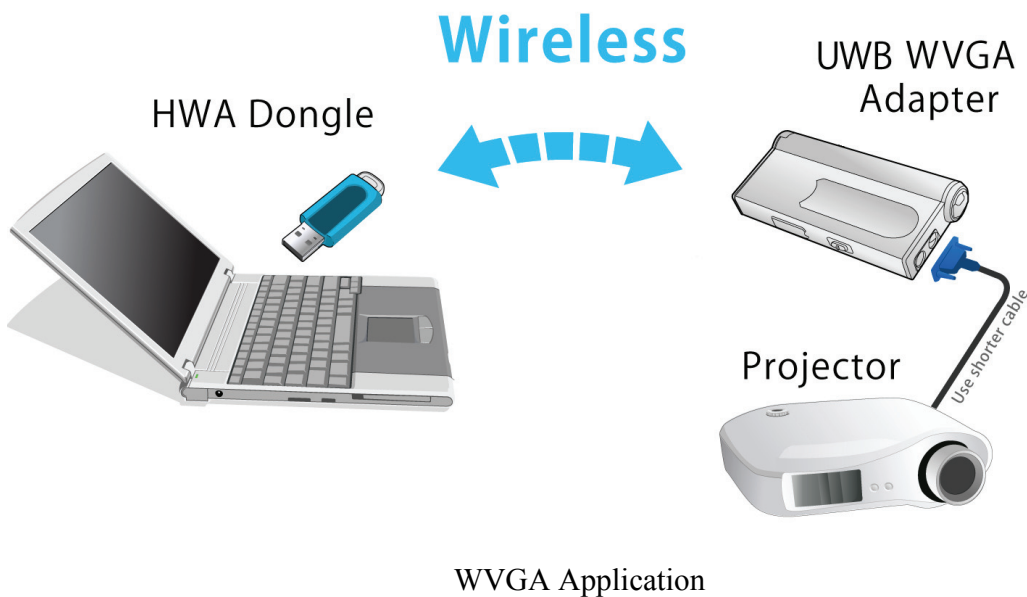 Wireless
UWB WVGA
Adapter
HWA Dongle
Use shorter cable
Projector
WVGA Application